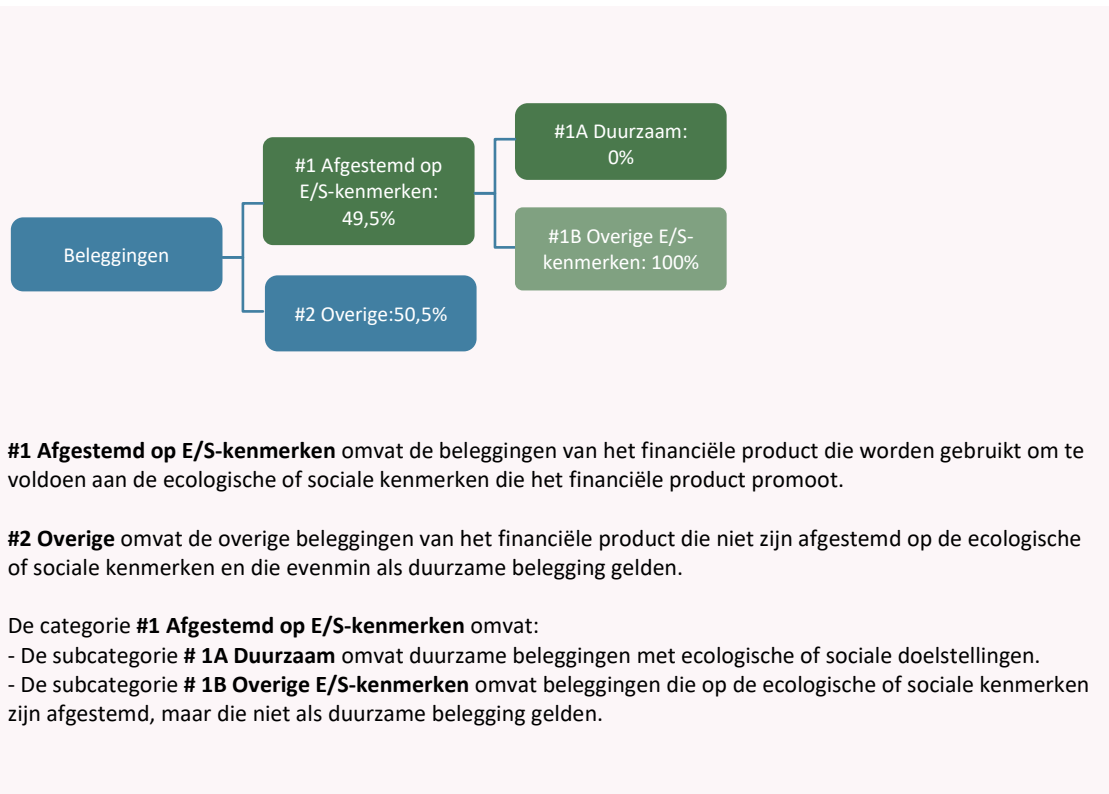 #1A Duurzaam:
0%
#1 Afgestemd op
E/S-kenmerken:
49,5%
#1B Overige E/S-
kenmerken: 100%
Beleggingen
#2 Overige:50,5%
#1 Afgestemd op E/S-kenmerken omvat de beleggingen van het financiële product die worden gebruikt om te
voldoen aan de ecologische of sociale kenmerken die het financiële product promoot.
#2 Overige omvat de overige beleggingen van het financiële product die niet zijn afgestemd op de ecologische
of sociale kenmerken en die evenmin als duurzame belegging gelden.
De categorie #1 Afgestemd op E/S-kenmerken omvat:
- De subcategorie # 1A Duurzaam omvat duurzame beleggingen met ecologische of sociale doelstellingen.
- De subcategorie # 1B Overige E/S-kenmerken omvat beleggingen die op de ecologische of sociale kenmerken
zijn afgestemd, maar die niet als duurzame belegging gelden.